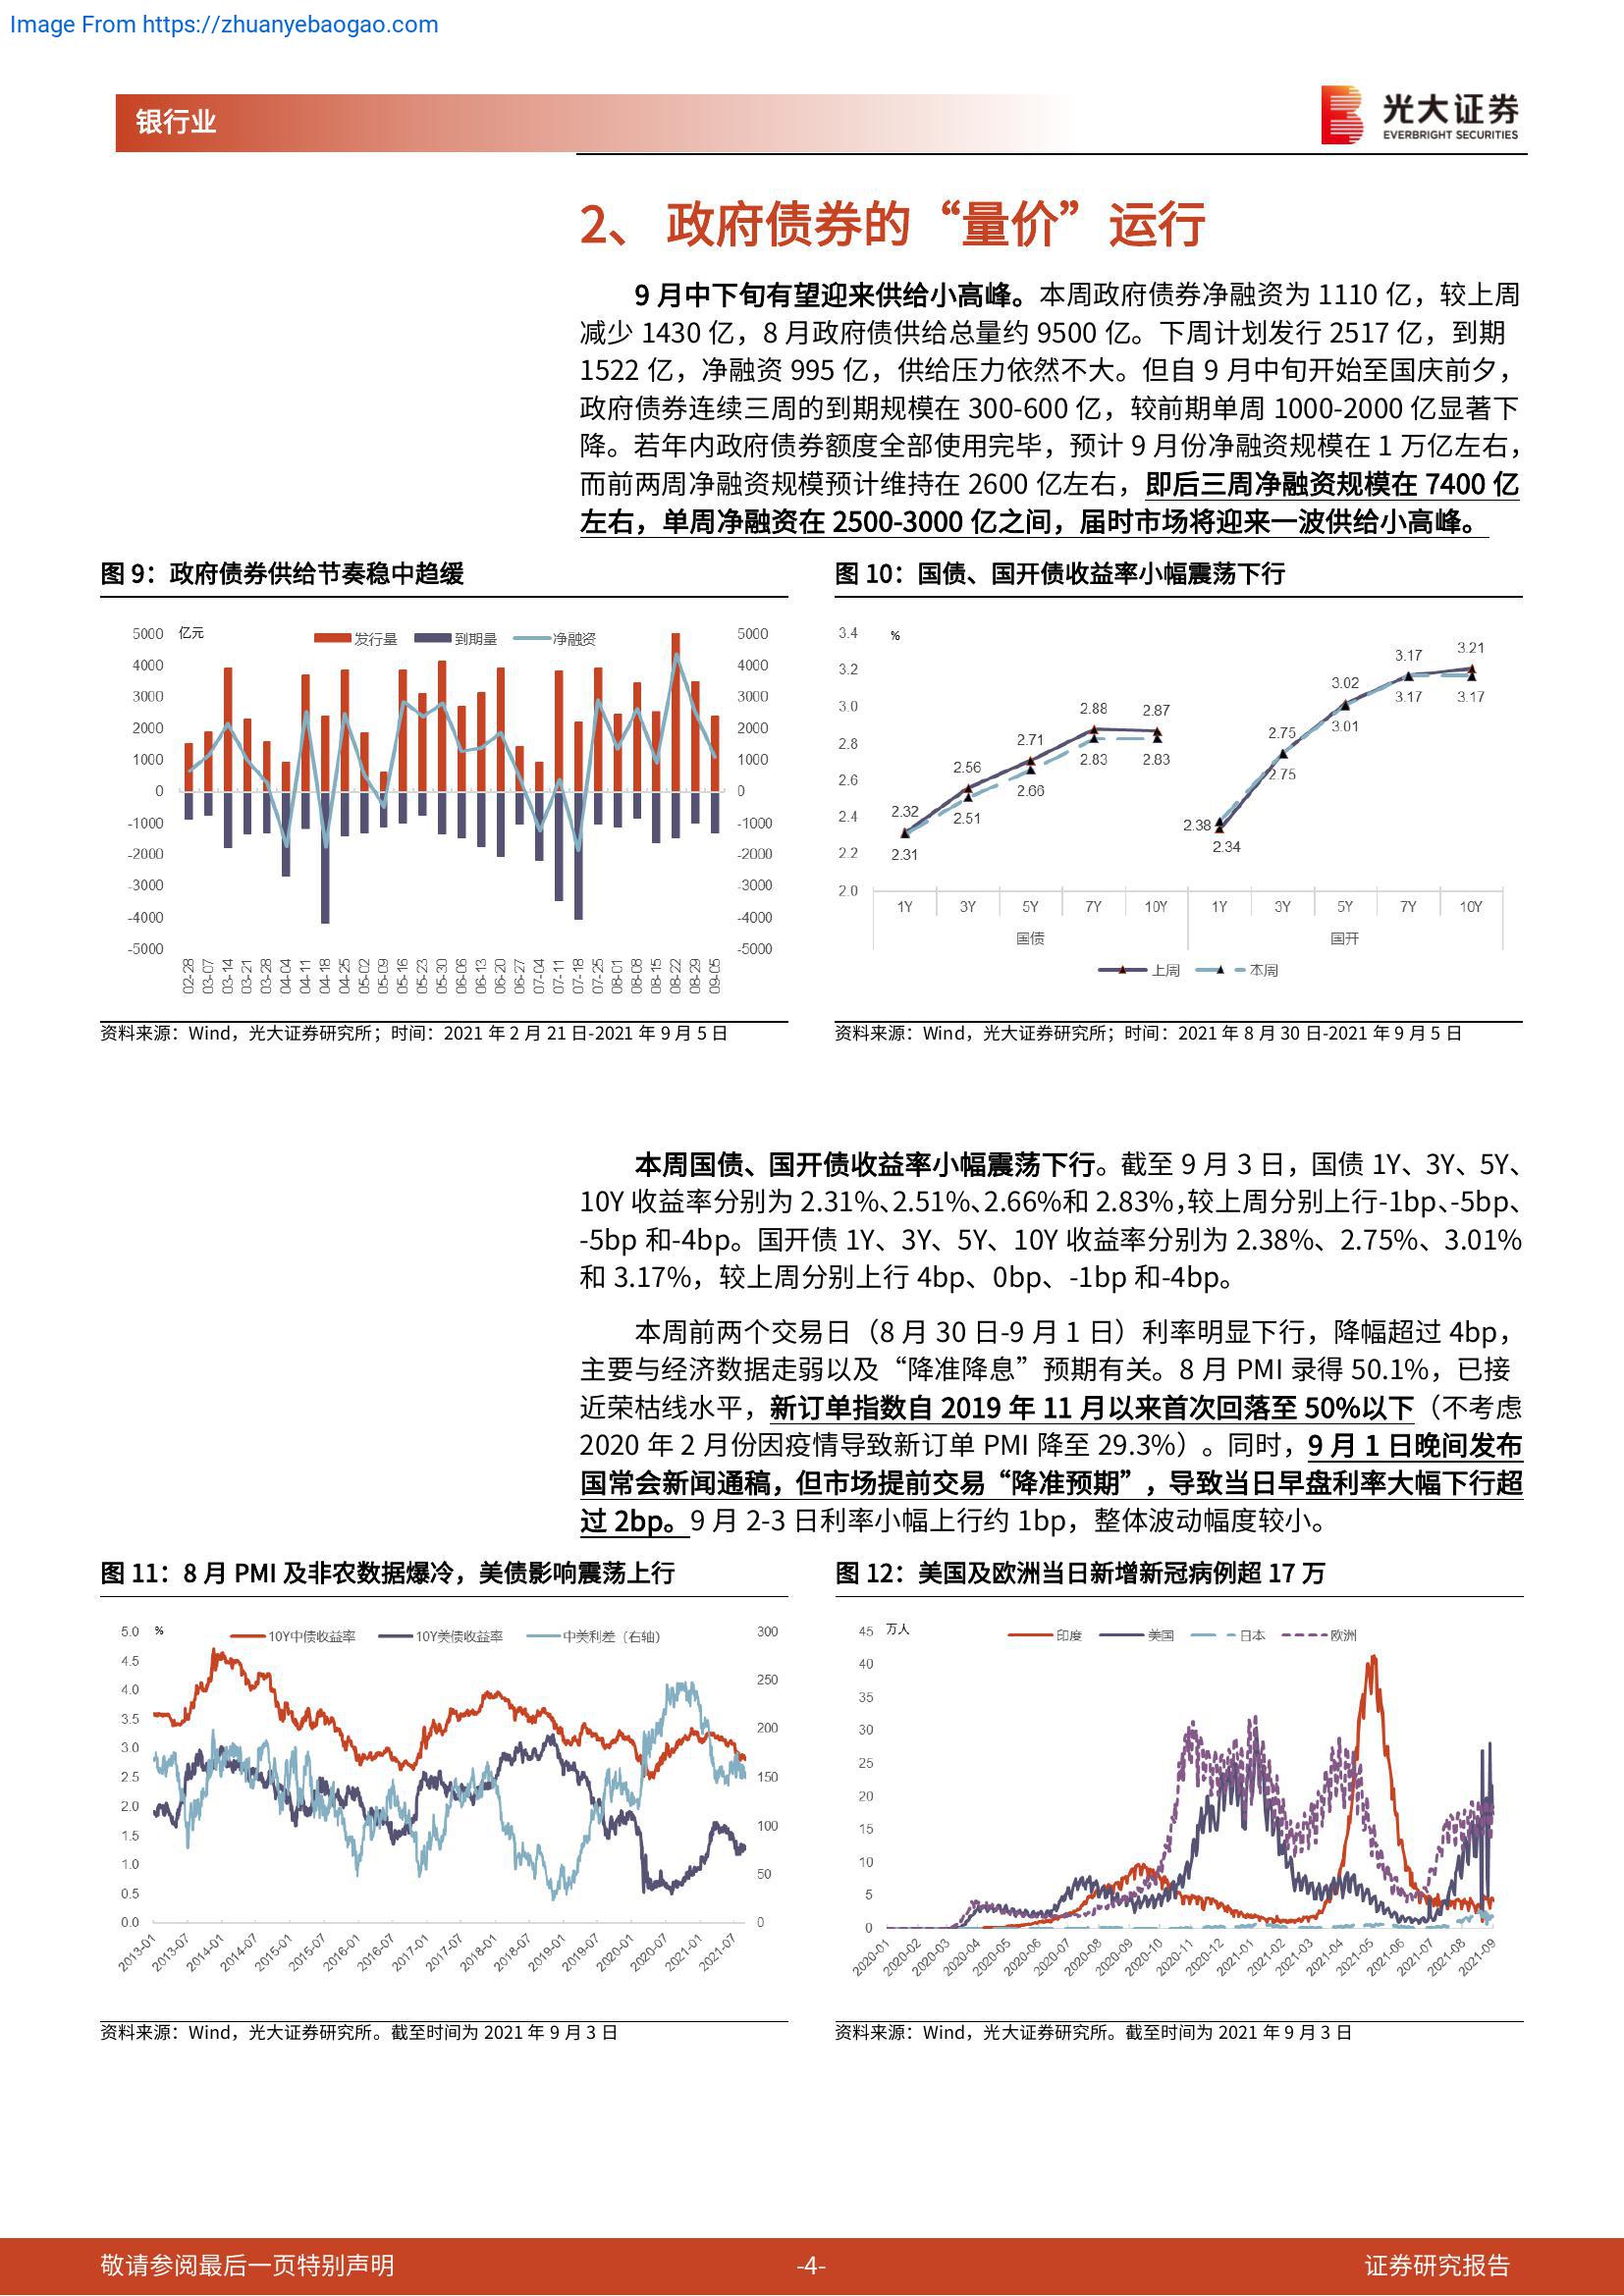 Image From https://zhuanyebaogao.com
银行业
光大证券
EVERBRIGHT SECURITIES
2、 政府债券的“量价”运行
9 月中下旬有望迎来供给小高峰。本周政府债券净融资为 1110 亿，较上周
减少 1430 亿，8 月政府债供给总量约 9500 亿。下周计划发行 2517 亿，到期
1522 亿，净融资 995 亿，供给压力依然不大。但自 9 月中旬开始至国庆前夕，
政府债券连续三周的到期规模在 300-600 亿，较前期单周 1000-2000 亿显著下
降。若年内政府债券额度全部使用完毕，预计 9 月份净融资规模在 1 万亿左右，
而前两周净融资规模预计维持在 2600 亿左右，即后三周净融资规模在 7400 亿
左右，单周净融资在 2500-3000 亿之间，届时市场将迎来一波供给小高峰。
图 9：政府债券供给节奏稳中趋缓
亿元
发行量 到期量 净融资
5000 5000
4000 4000
3000 3000
2000 2000
1000 1000
0 0
-1000 -1000
-2000 -2000
-3000 -3000
-4000 -4000
-5000 -5000
02-28 03-07 03-14 03-21 03-28 04-04 04-11 04-18 04-25 05-02 05-09 05-16 05-23 05-30 06-06 06-13 06-20 06-27 07-04 07-11 07-18 07-25 08-01 08-08 08-15 08-22 08-29 09-05
资料来源：Wind，光大证券研究所；时间：2021 年 2 月 21 日-2021 年 9 月 5 日
图 10：国债、国开债收益率小幅震荡下行
%
3.4
3.2
3.0
2.8
2.6
2.4
2.2
2.0
2.32 2.56 2.71 2.88 2.87 2.38 2.75 3.02 3.17 3.21
2.31 2.51 2.66 2.83 2.83 2.34 2.75 3.01 3.17 3.17
1Y 3Y 5Y 7Y 10Y 1Y 3Y 5Y 7Y 10Y
国债 国开
上周 本周
资料来源：Wind，光大证券研究所；时间：2021 年 8 月 30 日-2021 年 9 月 5 日
本周国债、国开债收益率小幅震荡下行。截至 9 月 3 日，国债 1Y、3Y、5Y、
10Y 收益率分别为 2.31%、2.51%、2.66%和 2.83%，较上周分别上行-1bp、-5bp、
-5bp 和-4bp。国开债 1Y、3Y、5Y、10Y 收益率分别为 2.38%、2.75%、3.01%
和 3.17%，较上周分别上行 4bp、0bp、-1bp 和-4bp。
本周前两个交易日（8 月 30 日-9 月 1 日）利率明显下行，降幅超过 4bp，
主要与经济数据走弱以及“降准降息”预期有关。8 月 PMI 录得 50.1%，已接
近荣枯线水平，新订单指数自 2019 年 11 月以来首次回落至 50%以下（不考虑
2020 年 2 月份因疫情导致新订单 PMI 降至 29.3%）。同时，9 月 1 日晚间发布
国常会新闻通稿，但市场提前交易“降准预期”，导致当日早盘利率大幅下行超
过 2bp。9 月 2-3 日利率小幅上行约 1bp，整体波动幅度较小。
图 11：8 月 PMI 及非农数据爆冷，美债影响震荡上行
%
10Y中债收益率 10Y美债收益率 中美利差（右轴）
5.0
4.5
4.0
3.5
3.0
2.5
2.0
1.5
1.0
0.5
0.0
300
250
200
150
100
50
0
2013-01 2013-07 2014-01 2014-07 2015-01 2015-07 2016-01 2016-07 2017-01 2017-07 2018-01 2018-07 2019-01 2019-07 2020-01 2020-07 2021-01 2021-07
资料来源：Wind，光大证券研究所。截至时间为 2021 年 9 月 3 日
图 12：美国及欧洲当日新增新冠病例超 17 万
万人
印度 美国 日本 欧洲
45
40
35
30
25
20
15
10
5
0
2020-01 2020-02 2020-03 2020-04 2020-05 2020-06 2020-07 2020-08 2020-09 2020-10 2020-11 2020-12 2021-01 2021-02 2021-03 2021-04 2021-05 2021-06 2021-07 2021-08 2021-09
资料来源：Wind，光大证券研究所。截至时间为 2021 年 9 月 3 日
敬请参阅最后一页特别声明
-4-
证券研究报告